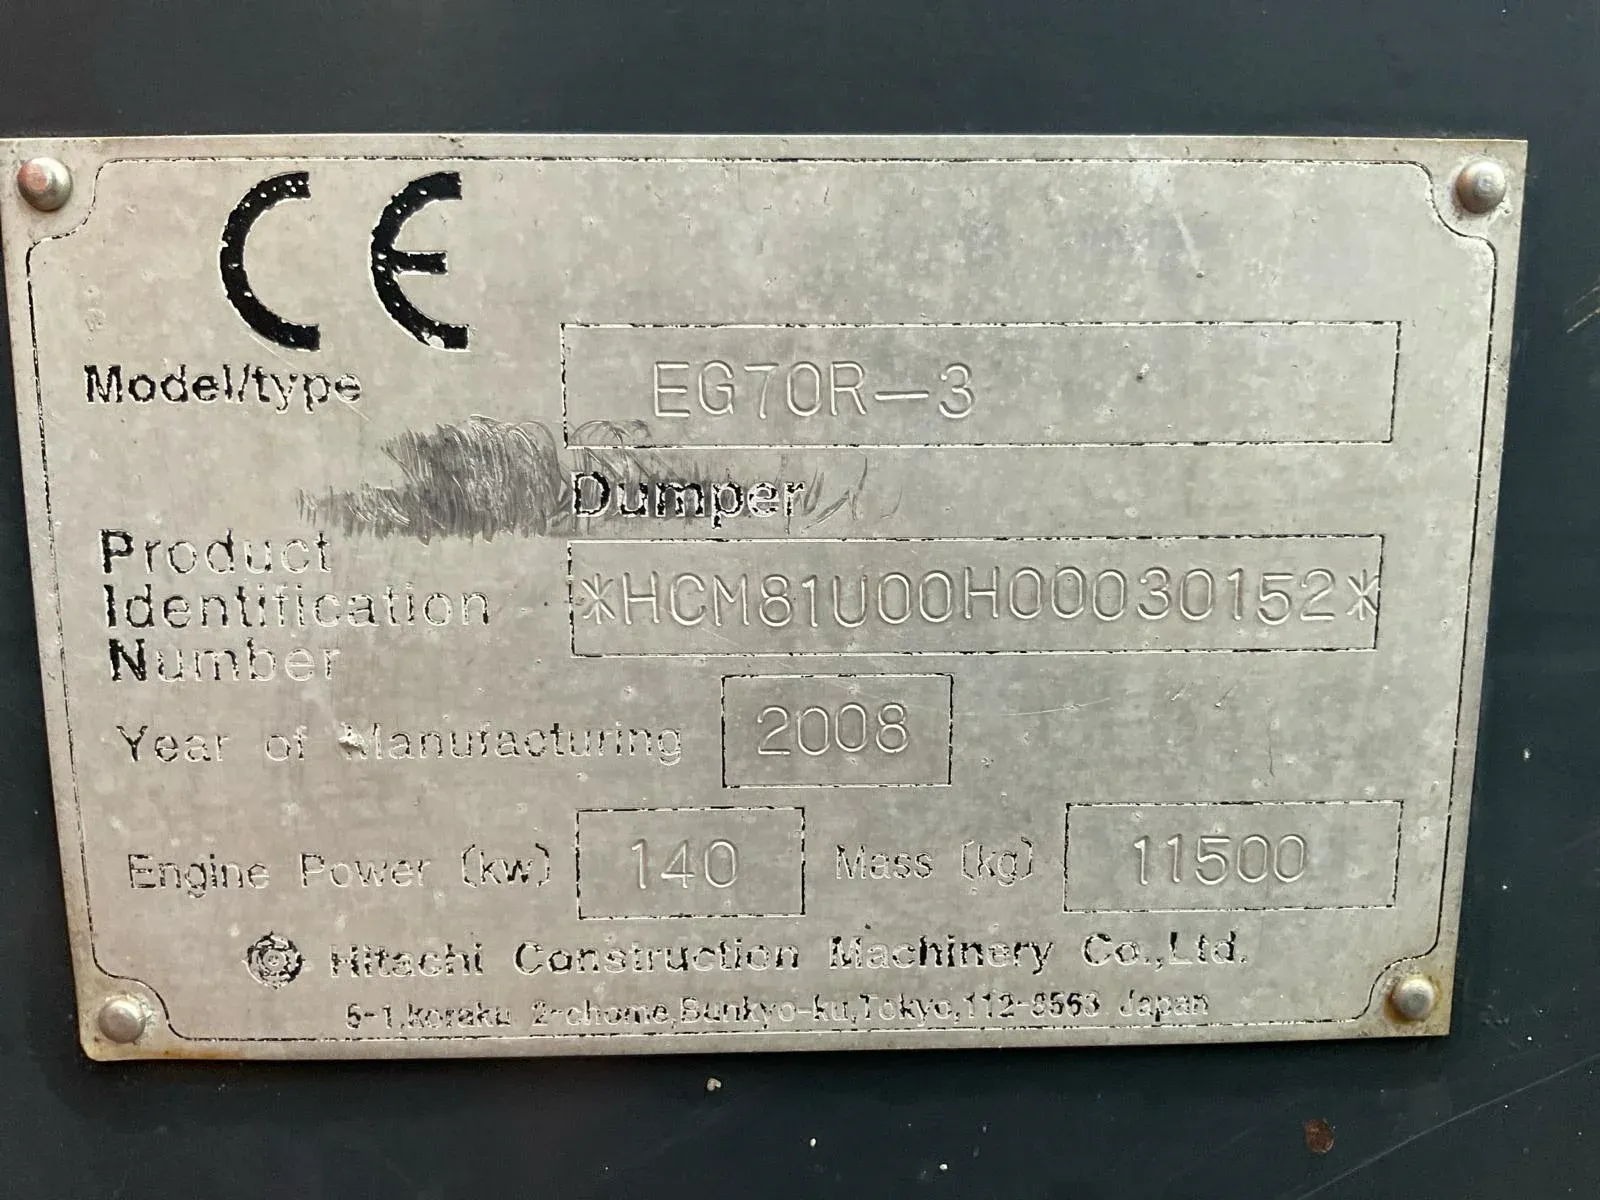 CE
Model/type
EG70R-3
Dumper
Product
Identification
Number
*HCM81U00H00030152*
Year of Manufacturing 2008
Engine Power (kw) 140 Mass (kg) 11500
Hitachi Construction Machinery Co.,Ltd.
5-1,koraku 2-chome,Bunkyo-ku,Tokyo,112-8563 Japan